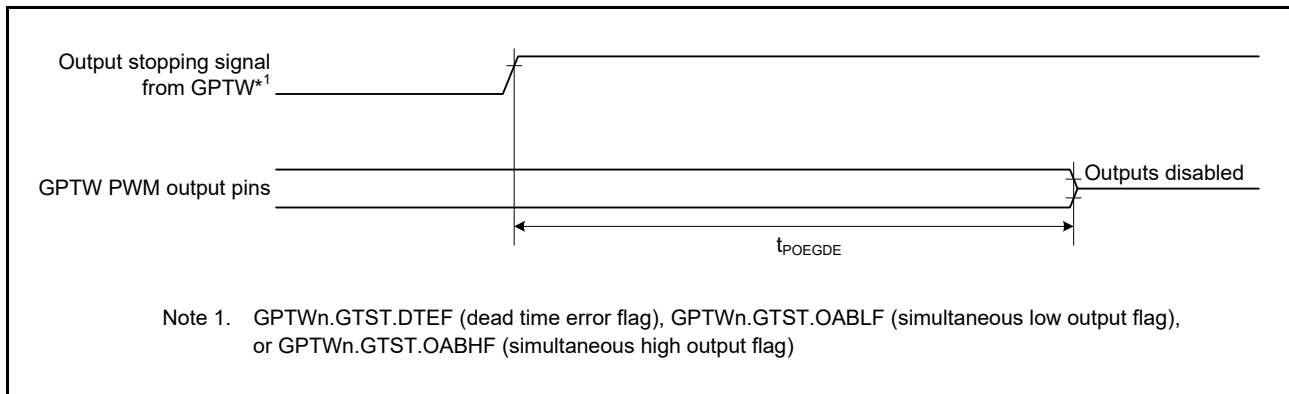 Output stopping signal
from GPTW*1
GPTW PWM output pins
Outputs disabled
tPOEGDE
Note 1. GPTWn.GTST.DTEF (dead time error flag), GPTWn.GTST.OABLF (simultaneous low output flag),
or GPTWn.GTST.OABHF (simultaneous high output flag)